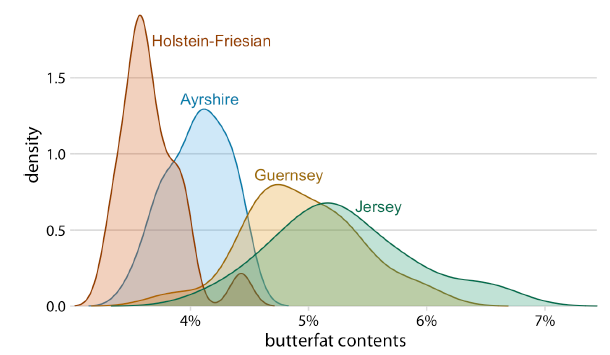 Holstein-Friesian
1.5
Ayrshire
1.0
density
Guernsey
Jersey
0.5
0.0
4% 5% 6% 7%
butterfat contents